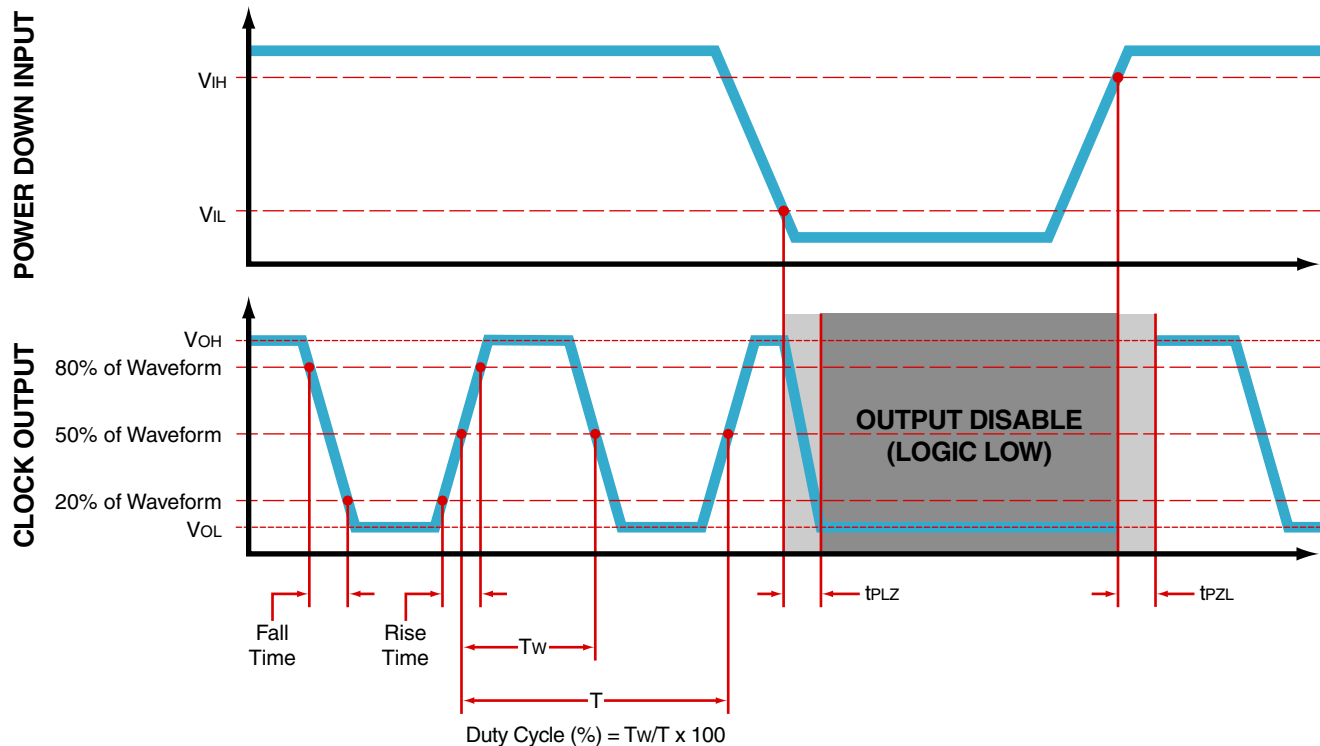 POWER DOWN INPUT
VIH
VIL
CLOCK OUTPUT
VOH
80% of Waveform
50% of Waveform
20% of Waveform
VOL
OUTPUT DISABLE
(LOGIC LOW)
tPLZ
tPZL
Fall
Time
Rise
Time
TW
T
Duty Cycle (%) = TW/T x 100